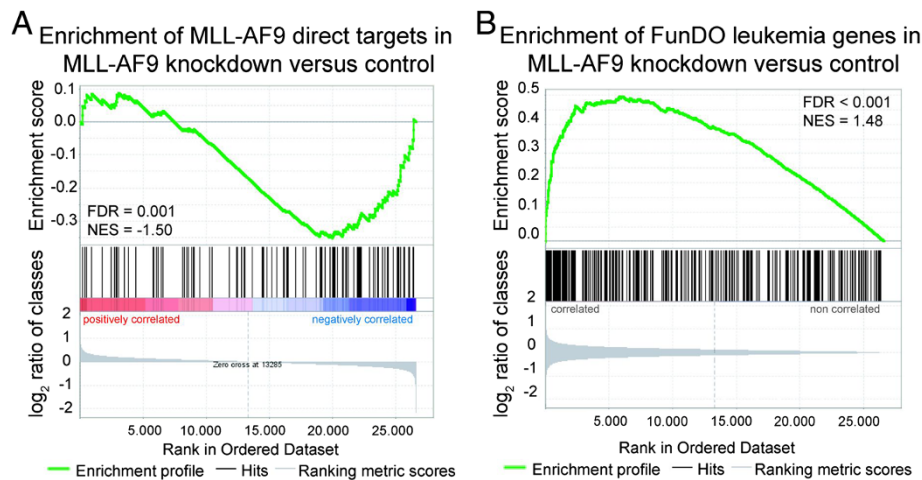 A
Enrichment of MLL-AF9 direct targets in
MLL-AF9 knockdown versus control
Enrichment score
0.1
0.0
-0.1
-0.2
-0.3
FDR = 0.001
NES = -1.50
log2 ratio of classes
2
positively correlated
negatively correlated
1
0
Zero cross at 13285
-1
-2
5.000
10.000
15.000
20.000
25.000
Rank in Ordered Dataset
Enrichment profile
Hits
Ranking metric scores
B
Enrichment of FunDO leukemia genes in
MLL-AF9 knockdown versus control
Enrichment score
0.5
0.4
0.3
0.2
0.1
0.0
FDR < 0.001
NES = 1.48
log2 ratio of classes
2
correlated
non correlated
1
0
-1
-2
5.000
10.000
15.000
20.000
25.000
Rank in Ordered Dataset
Enrichment profile
Hits
Ranking metric scores